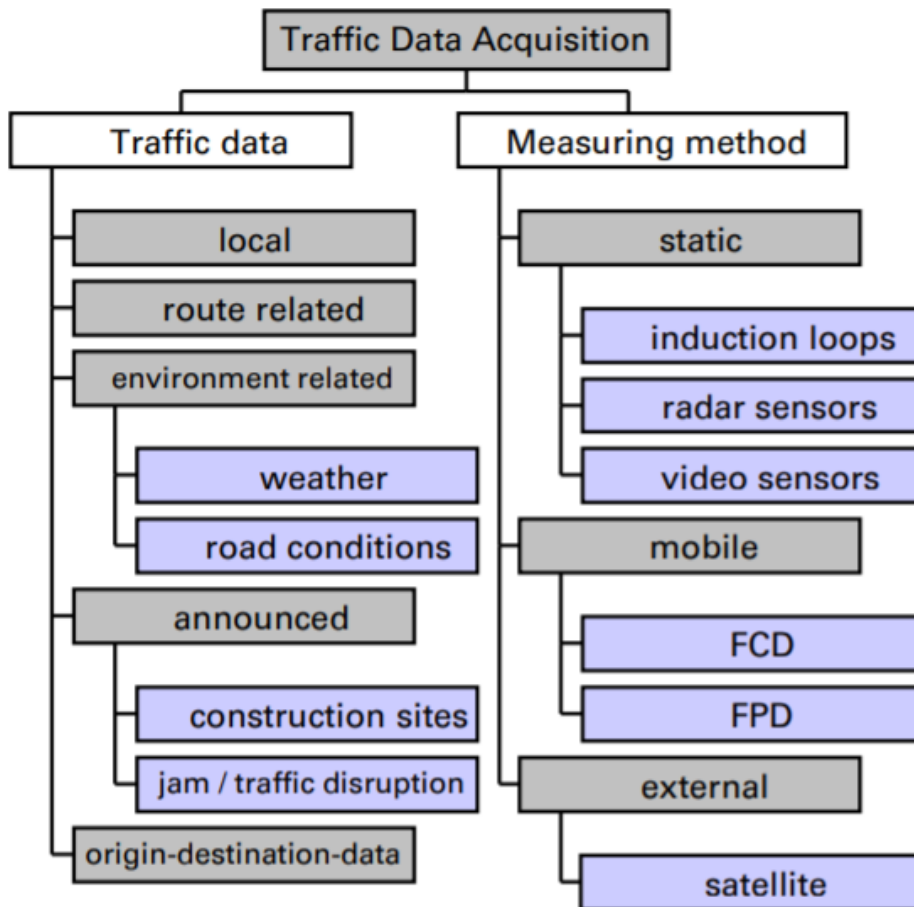 Traffic Data Acquisition
Traffic data
local
route related
environment related
weather
road conditions
announced
construction sites
jam / traffic disruption
origin-destination-data
Measuring method
static
induction loops
radar sensors
video sensors
mobile
FCD
FPD
external
satellite